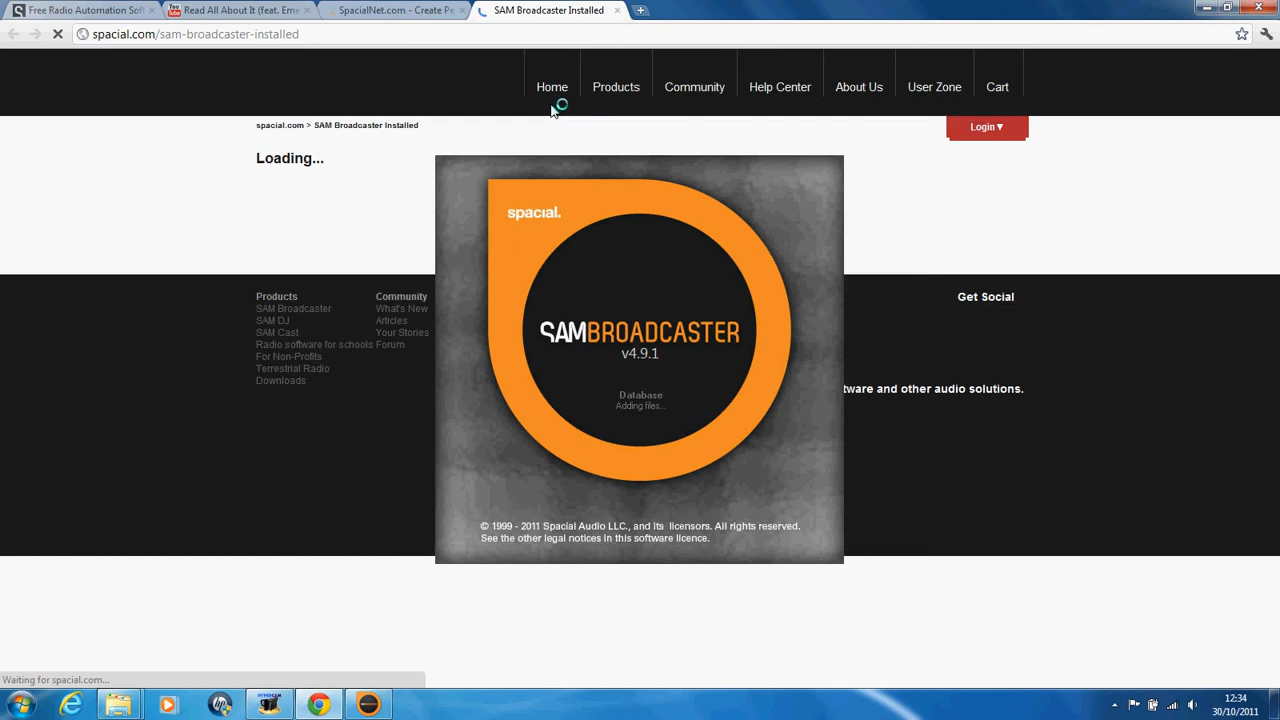 Free Radio Automation Soft
Read All About It (feat. Eme
SpacialNet.com - Create Pe
SAM Broadcaster Installed
spacial.com/sam-broadcaster-installed
Home
Products
Community
Help Center
About Us
User Zone
Cart
spacial.com > SAM Broadcaster Installed
Login▼
Loading...
spacial.
SAMBROADCASTER
v4.9.1
Database
Adding files...
© 1999 - 2011 Spacial Audio LLC., and its licensors. All rights reserved.
See the other legal notices in this software licence.
Products
SAM Broadcaster
SAM DJ
SAM Cast
Radio software for schools
For Non-Profits
Terrestrial Radio
Downloads
Community
What's New
Articles
Your Stories
Forum
Get Social
tware and other audio solutions.
Waiting for spacial.com...
HYPERCAM
12:34
30/10/2011